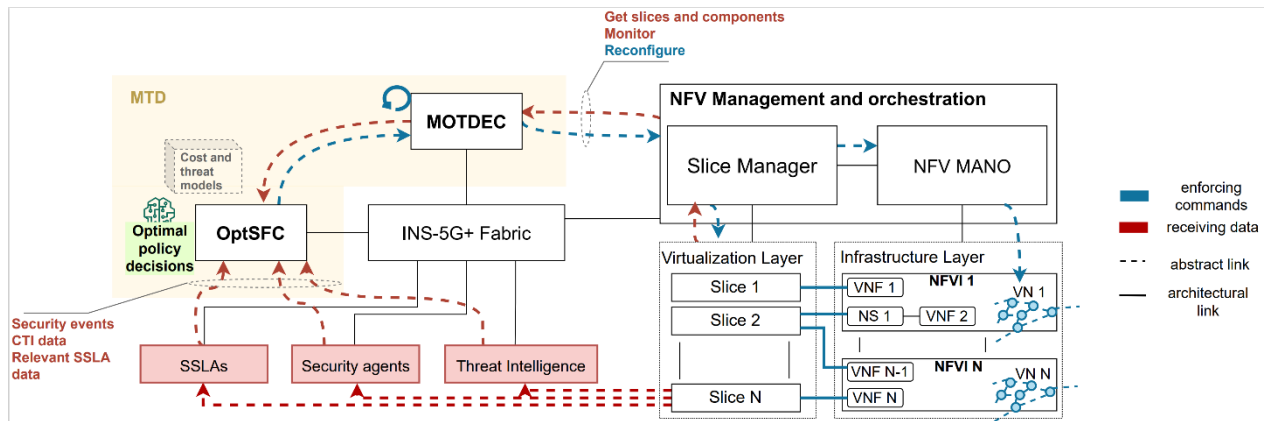 Get slices and components
Monitor
Reconfigure
MTD
MOTDEC
NFV Management and orchestration
Cost and
threat
models
Slice Manager
NFV MANO
Optimal
policy
decisions
OptSFC
INS-5G+ Fabric
enforcing
commands
receiving data
abstract link
architectural
link
Virtualization Layer
Infrastructure Layer
Slice 1
Slice 2
Slice N
VNF 1
NFVI 1
VN 1
NS 1
VNF 2
VNF N-1
NFVI N
VNF N
VN N
Security events
CTI data
Relevant SSLA
data
SSLAs
Security agents
Threat Intelligence